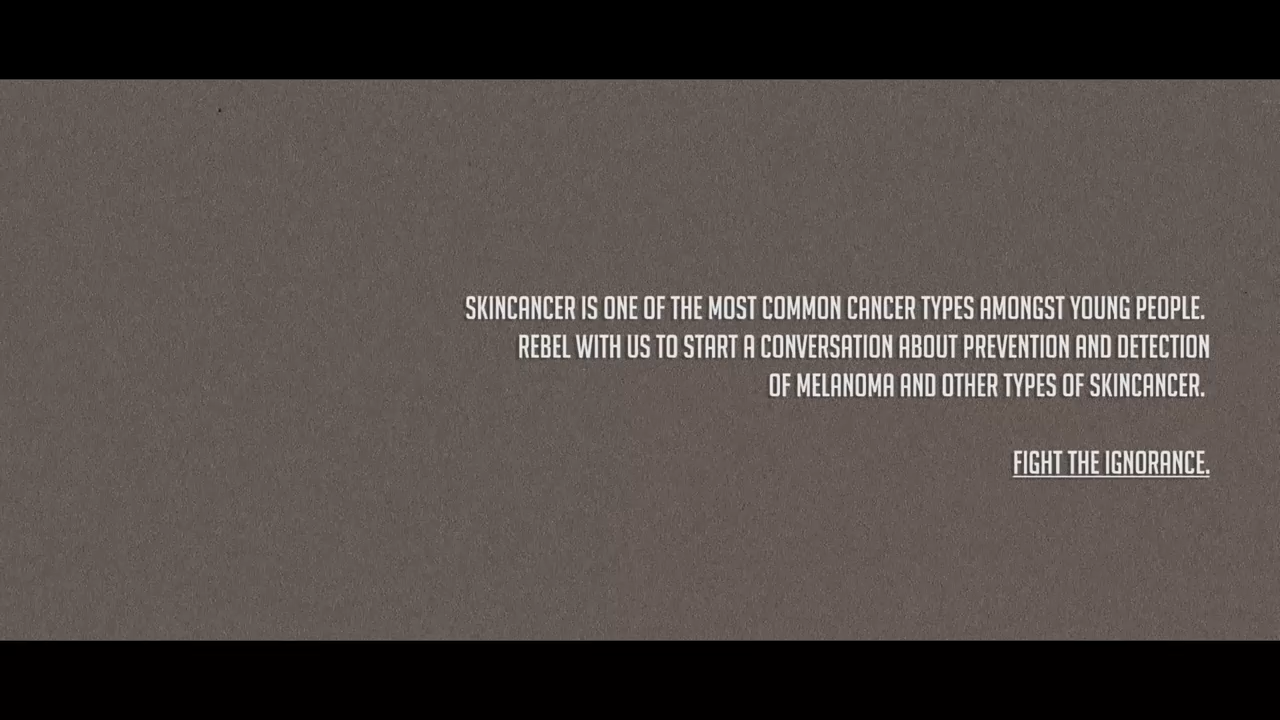 SKINCANCER IS ONE OF THE MOST COMMON CANCER TYPES AMONGST YOUNG PEOPLE.
REBEL WITH US TO START A CONVERSATION ABOUT PREVENTION AND DETECTION
OF MELANOMA AND OTHER TYPES OF SKINCANCER.
FIGHT THE IGNORANCE.